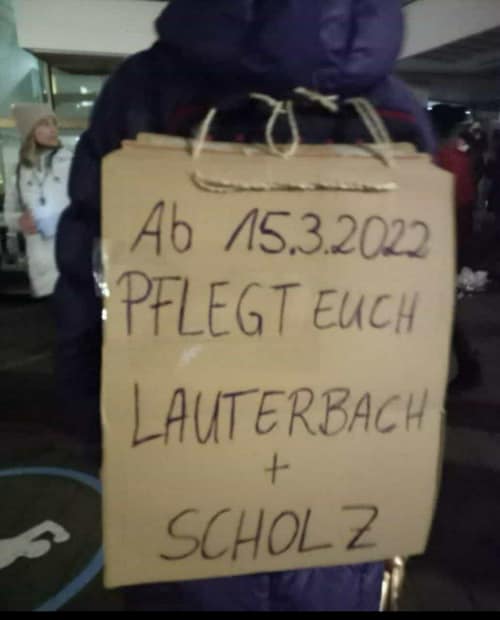 Ab 15.3.2022
PFLEGT EUCH
LAUTERBACH
+
SCHOLZ